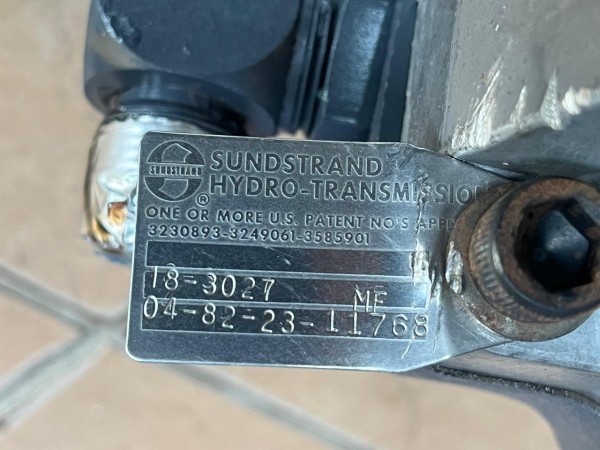 SUNDSTRAND
SUNDSTRAND
®
HYDRO-TRANSMISSION
ONE OR MORE U.S. PATENT NO'S APPLY
3230893-3249061-3585901
18-3027 MF
04-82-23-11768